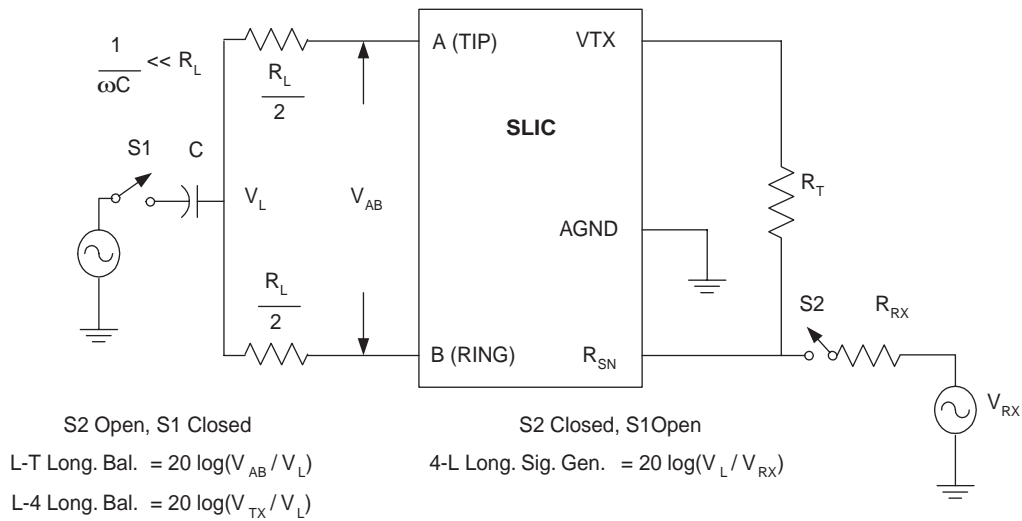 1
ωC
<< R_L
R_L
2
A (TIP)
VTX
SLIC
S1
C
V_L
V_AB
R_T
AGND
R_L
2
S2
R_RX
B (RING)
R_SN
V_RX
S2 Open, S1 Closed
S2 Closed, S1Open
L-T Long. Bal. = 20 log(V_AB / V_L)
4-L Long. Sig. Gen. = 20 log(V_L / V_RX)
L-4 Long. Bal. = 20 log(V_TX / V_L)